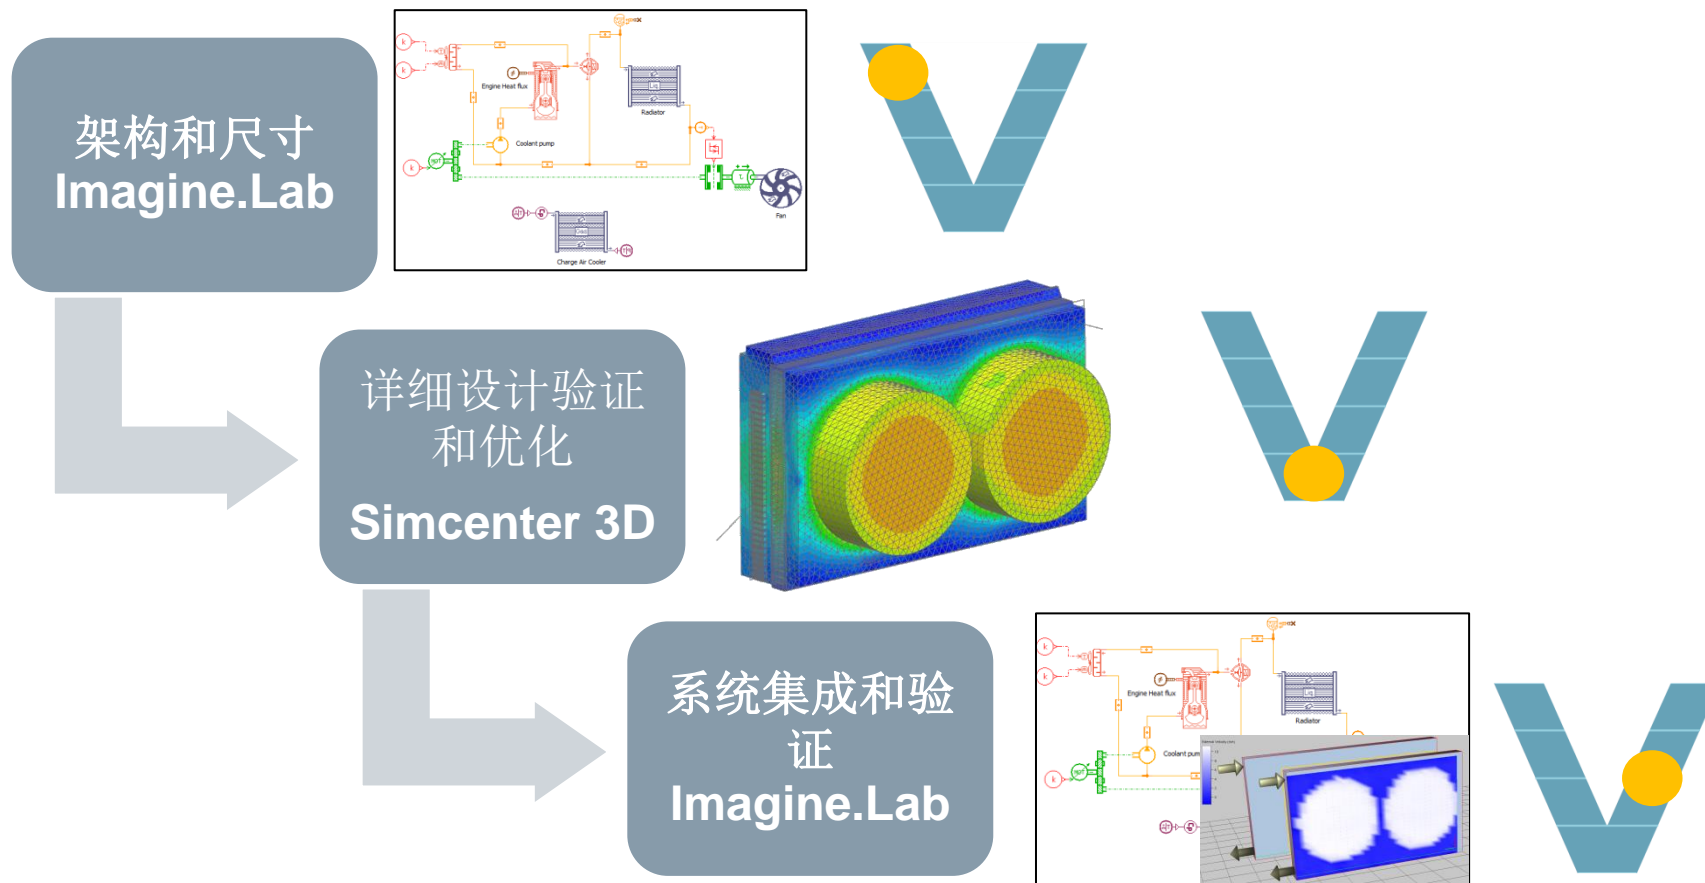 架构和尺寸
Imagine.Lab
k
k
Engine Heat flux
Liq
Radiator
Coolant pump
k
Fan
Charge Air Cooler
详细设计验证
和优化
Simcenter 3D
系统集成和验
证
Imagine.Lab
k
k
Engine Heat flux
Liq
Radiator
Coolant pum
k